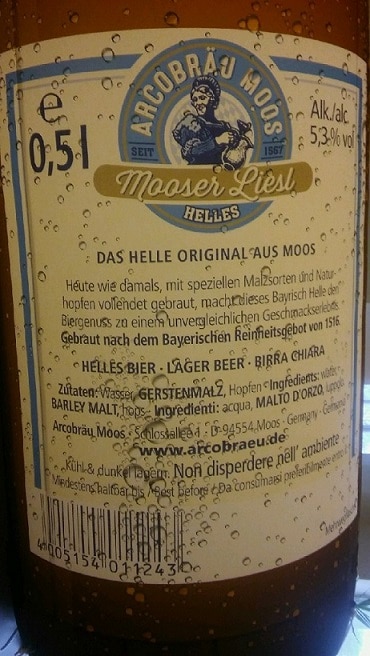 ARCOBRÄU MOOS
SEIT 1567
Mooser Liesl
HELLES
e
0,5 l
Alk./alc.
5,3 % vol
DAS HELLE ORIGINAL AUS MOOS
Heute wie damals, mit speziellen Malzsorten und Natur-
hopfen vollendet gebraut, macht dieses Bayrisch Helle den
Biergenuss zu einem unvergleichlichen Geschmackserlebnis.
Gebraut nach dem Bayerischen Reinheitsgebot von 1516.
HELLES BIER · LAGER BEER · BIRRA CHIARA
Zutaten: Wasser, GERSTENMALZ, Hopfen · Ingredients: water,
BARLEY MALT, hops · Ingredienti: acqua, MALTO D'ORZO, luppolo
Arcobräu Moos · Schlossallee 1 · D-94554 Moos · Germany · Germania
www.arcobraeu.de
Kühl & dunkel lagern. Non disperdere nell' ambiente
Mindestens haltbar bis / Best before / Da consumarsi preferibilmente entro
4 005154 011243